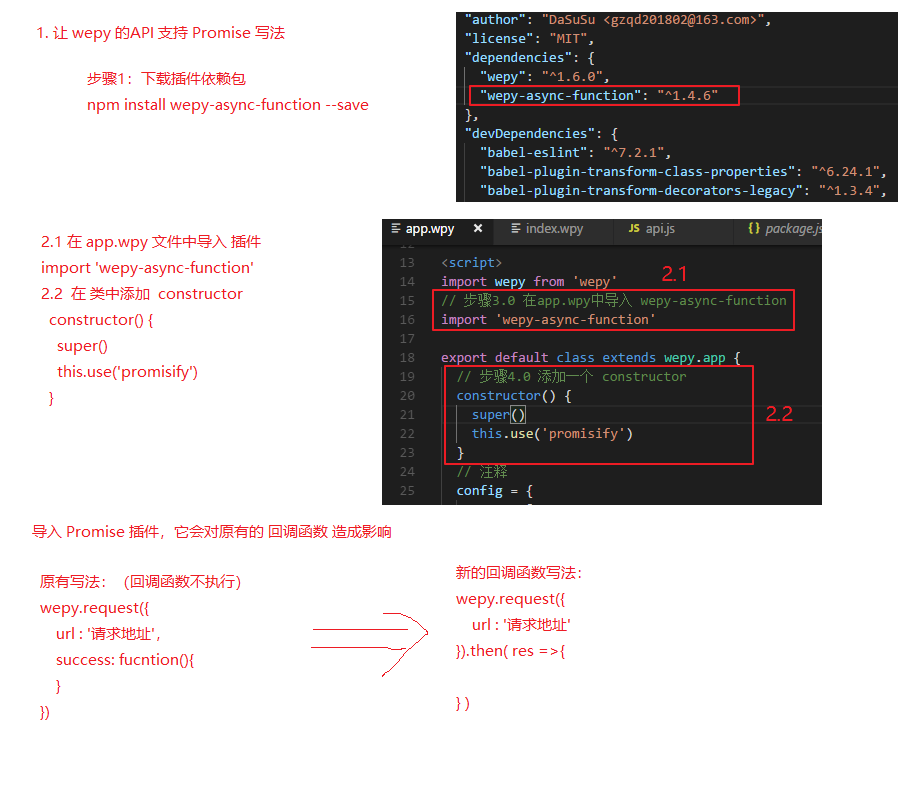 1. 让 wepy 的API 支持 Promise 写法
步骤1：下载插件依赖包
npm install wepy-async-function --save
"author": "DaSuSu <gzqd201802@163.com>",
"license": "MIT",
"dependencies": {
"wepy": "^1.6.0",
"wepy-async-function": "^1.4.6"
},
"devDependencies": {
"babel-eslint": "^7.2.1",
"babel-plugin-transform-class-properties": "^6.24.1",
"babel-plugin-transform-decorators-legacy": "^1.3.4",
2.1 在 app.wpy 文件中导入 插件
import 'wepy-async-function'
2.2 在 类中添加 constructor
constructor() {
super()
this.use('promisify')
}
app.wpy × index.wpy JS api.js {} package.js
12
13 <script>
14 import wepy from 'wepy'
2.1
15 // 步骤3.0 在app.wpy中导入 wepy-async-function
16 import 'wepy-async-function'
17
18 export default class extends wepy.app {
19 // 步骤4.0 添加一个 constructor
20 constructor() {
21 super()
2.2
22 this.use('promisify')
23 }
24 // 注释
25 config = {
导入 Promise 插件，它会对原有的 回调函数 造成影响
原有写法：（回调函数不执行）
wepy.request({
url : '请求地址',
success: fucntion(){
}
})
新的回调函数写法：
wepy.request({
url : '请求地址'
}).then( res =>{
} )